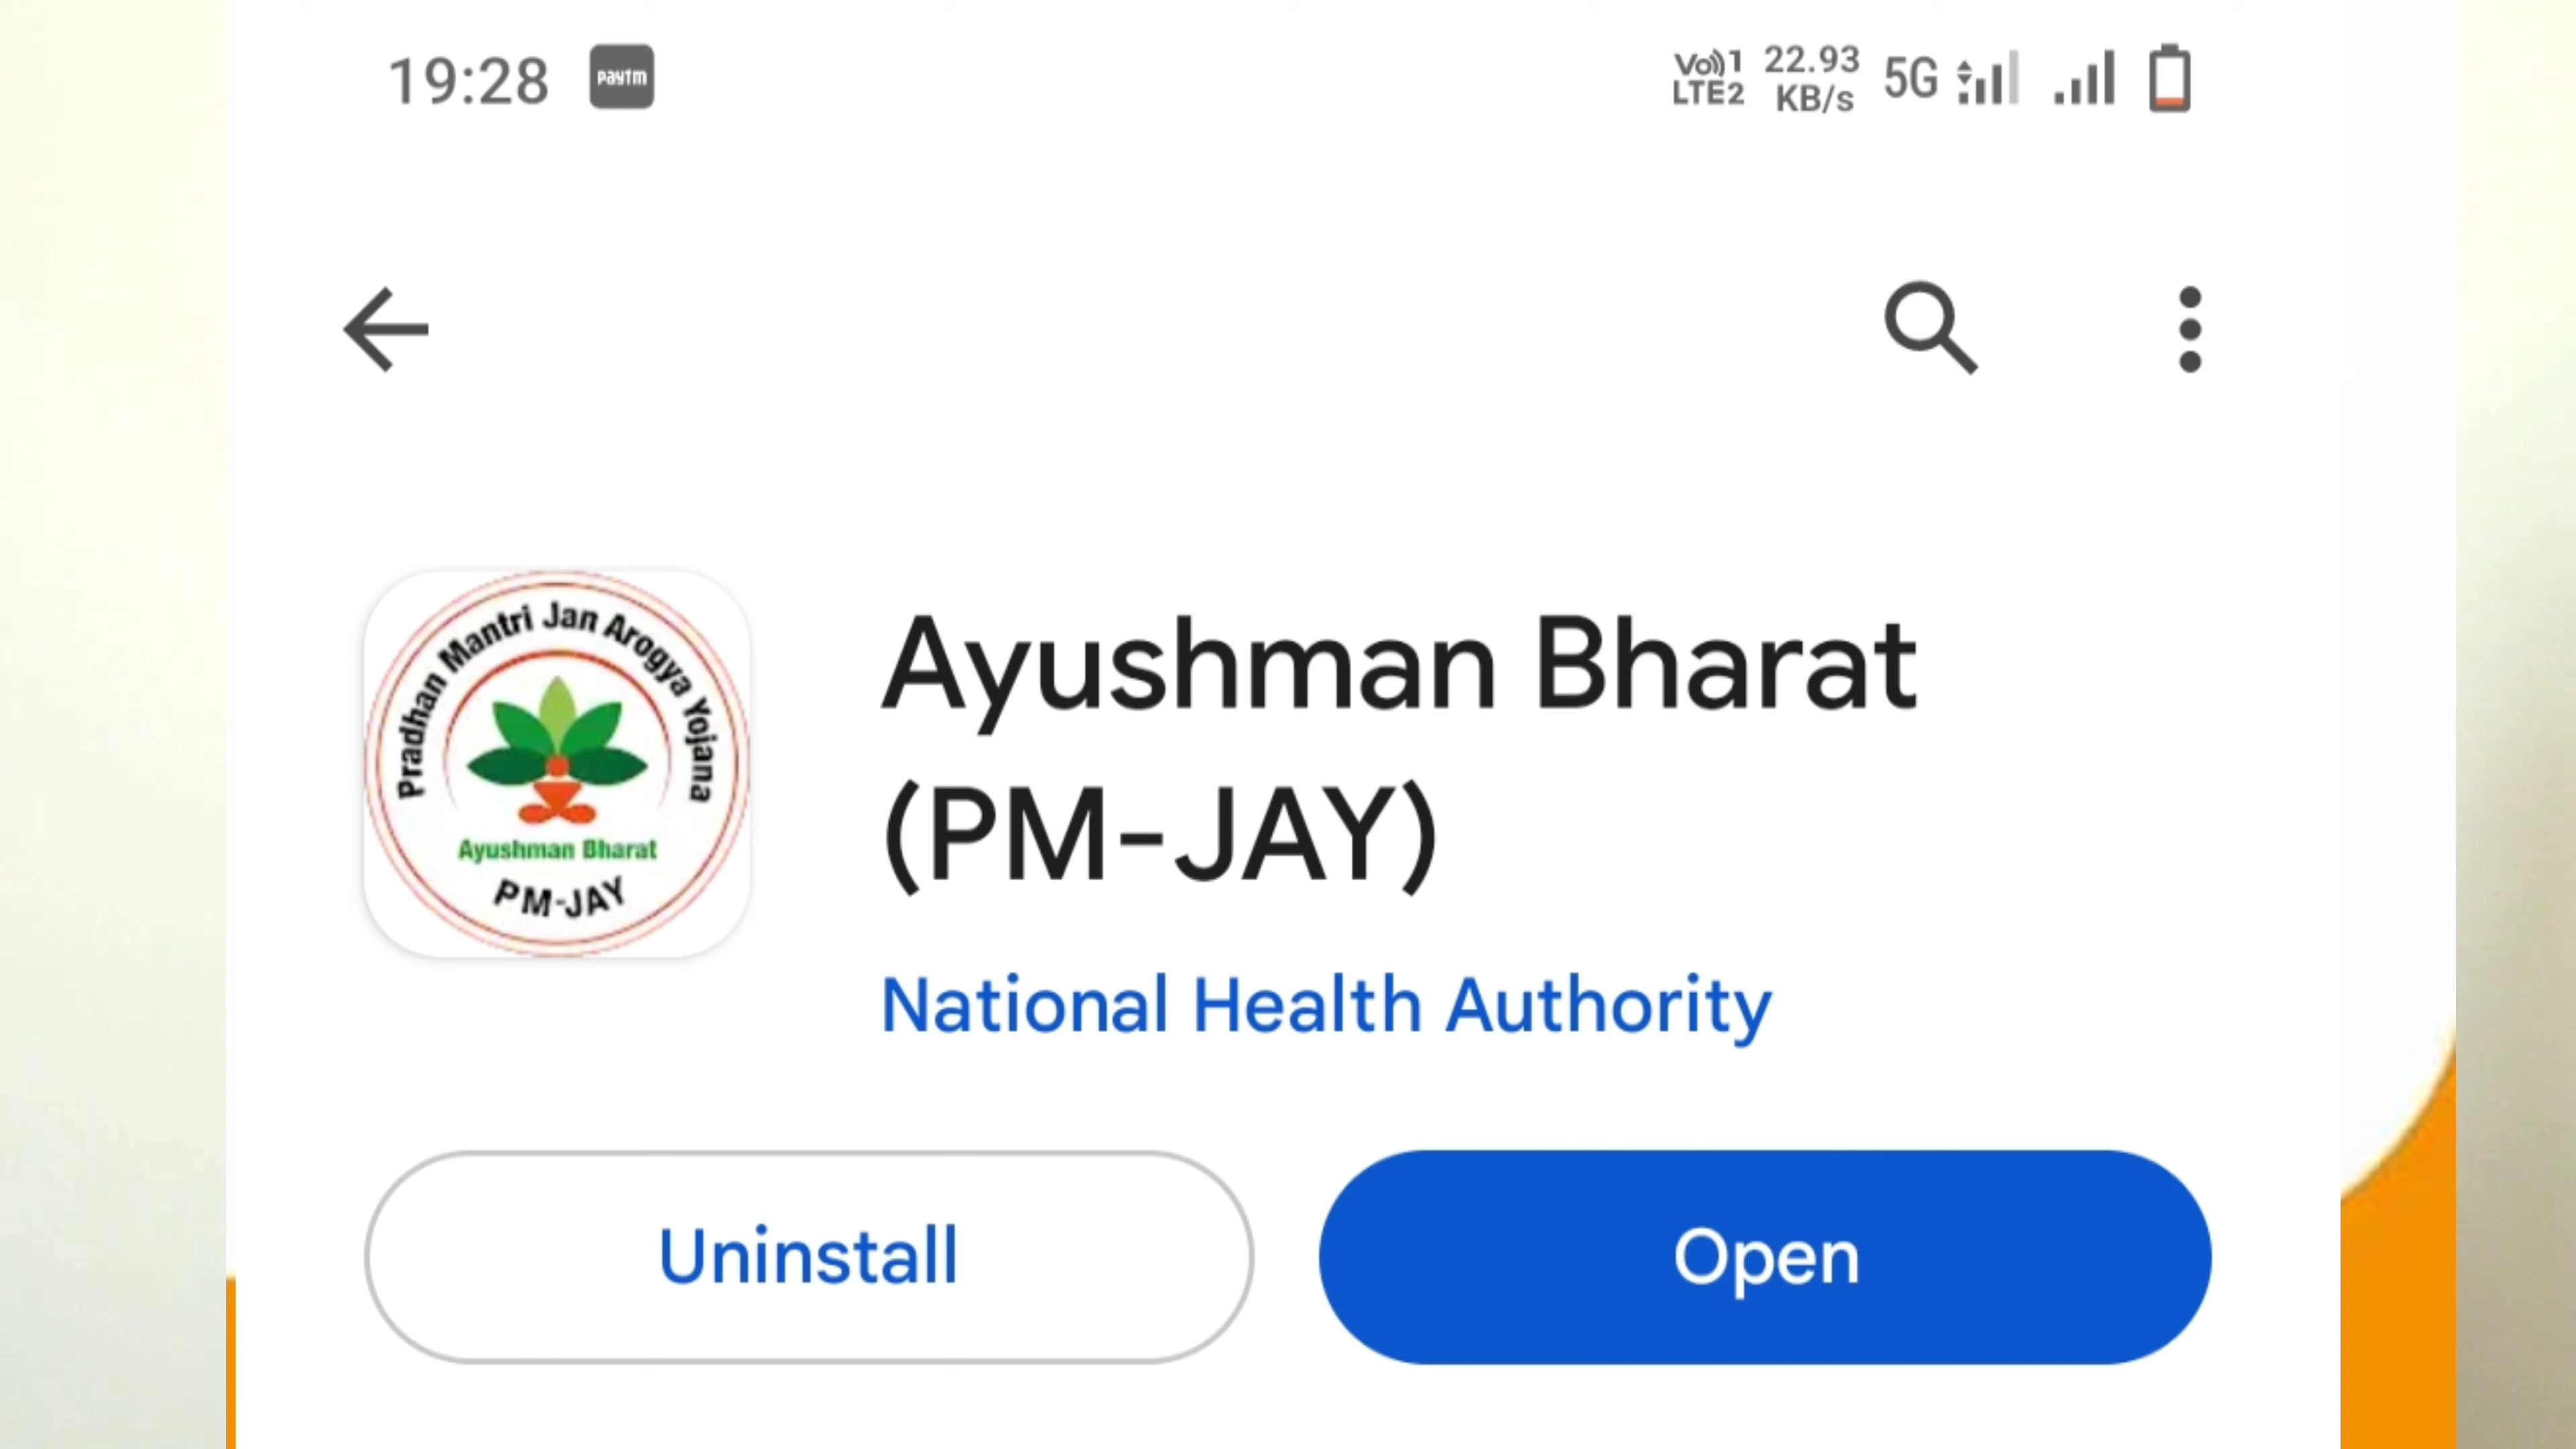 19:28 paytm Vo)) 1 LTE2 22.93 KB/s 5G
Pradhan Mantri Jan Arogya Yojana
Ayushman Bharat
PM-JAY
Ayushman Bharat
(PM-JAY)
National Health Authority
Uninstall Open